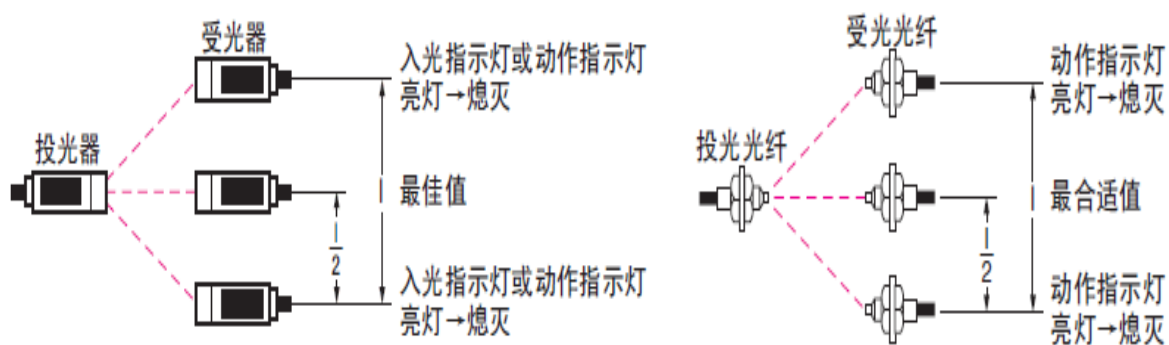 受光器
入光指示灯或动作指示灯
亮灯→熄灭
投光器
l
最佳值
l
2
入光指示灯或动作指示灯
亮灯→熄灭
受光光纤
动作指示灯
亮灯→熄灭
投光光纤
l
最合适值
l
2
动作指示灯
亮灯→熄灭